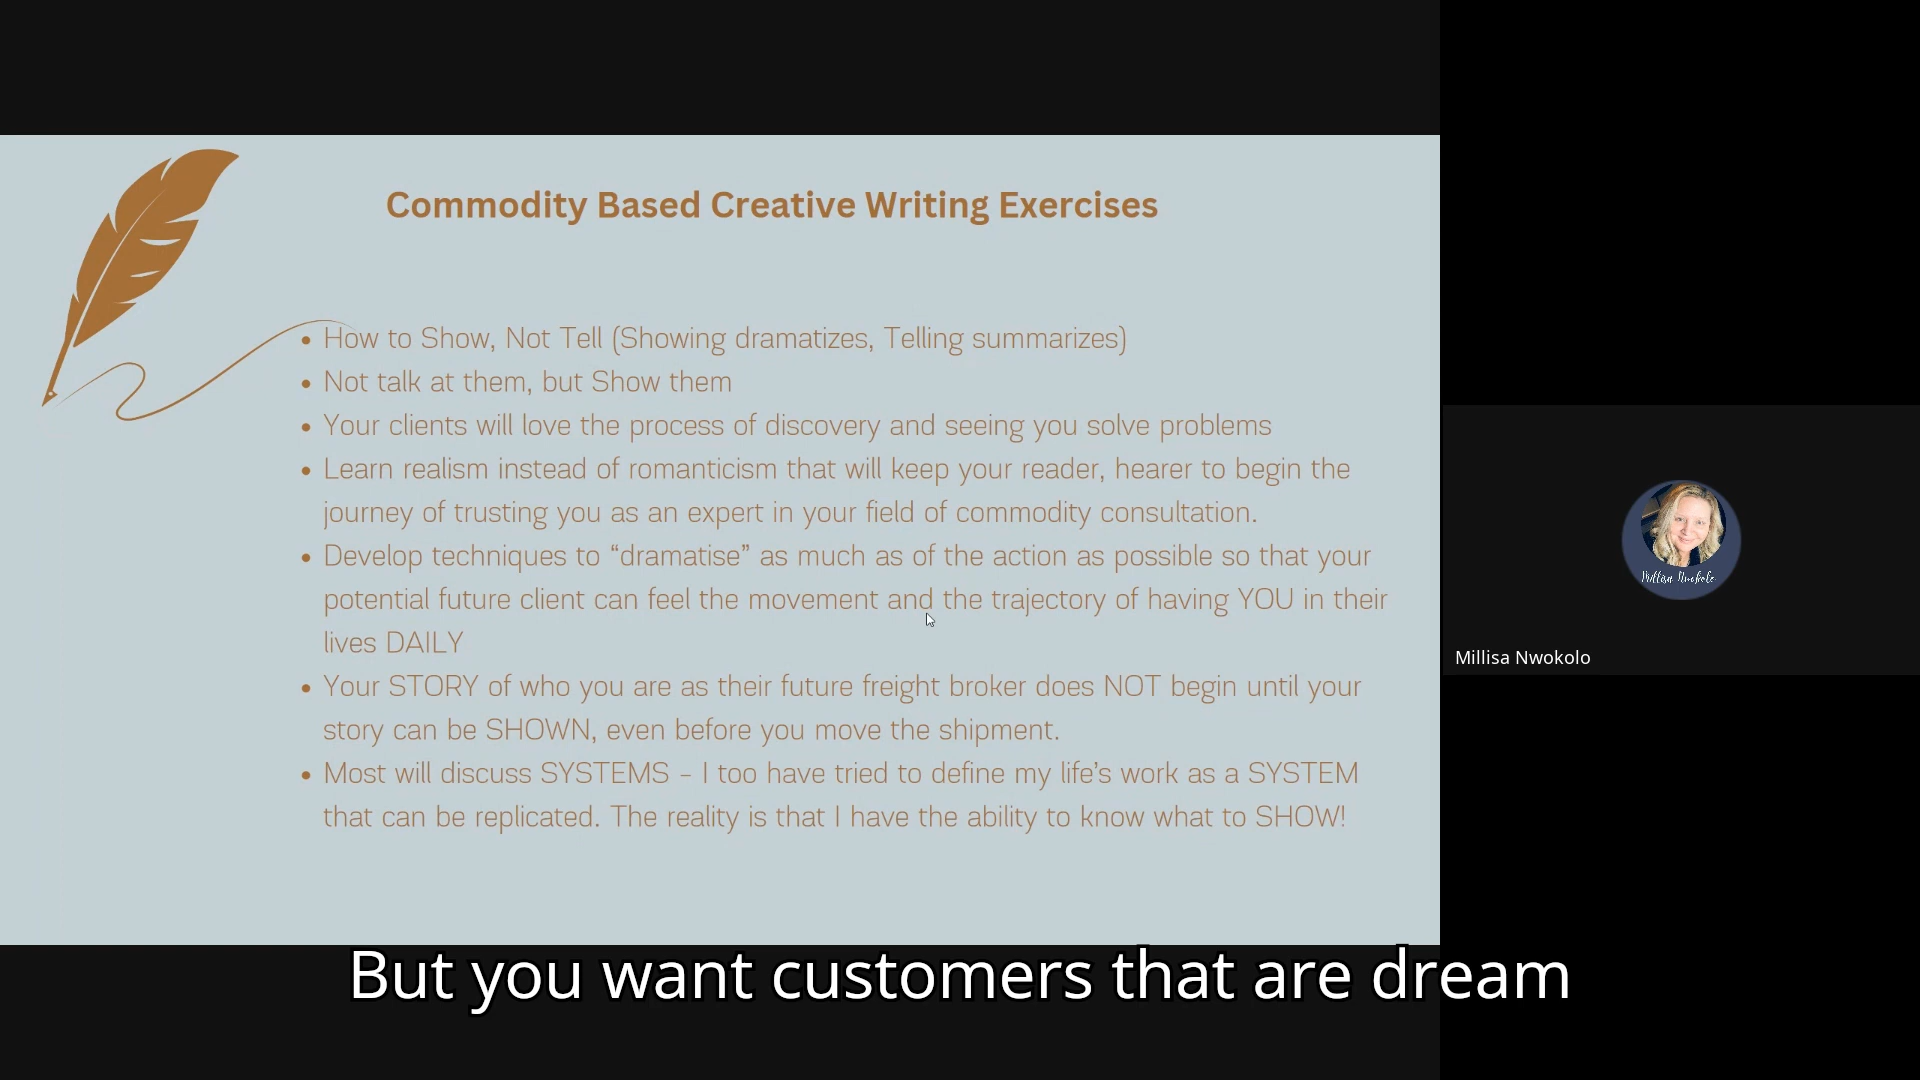 Commodity Based Creative Writing Exercises
• How to Show, Not Tell (Showing dramatizes, Telling summarizes)
• Not talk at them, but Show them
• Your clients will love the process of discovery and seeing you solve problems
• Learn realism instead of romanticism that will keep your reader, hearer to begin the
journey of trusting you as an expert in your field of commodity consultation.
• Develop techniques to “dramatise” as much as of the action as possible so that your
potential future client can feel the movement and the trajectory of having YOU in their
lives DAILY
• Your STORY of who you are as their future freight broker does NOT begin until your
story can be SHOWN, even before you move the shipment.
• Most will discuss SYSTEMS – I too have tried to define my life’s work as a SYSTEM
that can be replicated. The reality is that I have the ability to know what to SHOW!
Millisa Nwokolo
Millisa Nwokolo
But you want customers that are dream